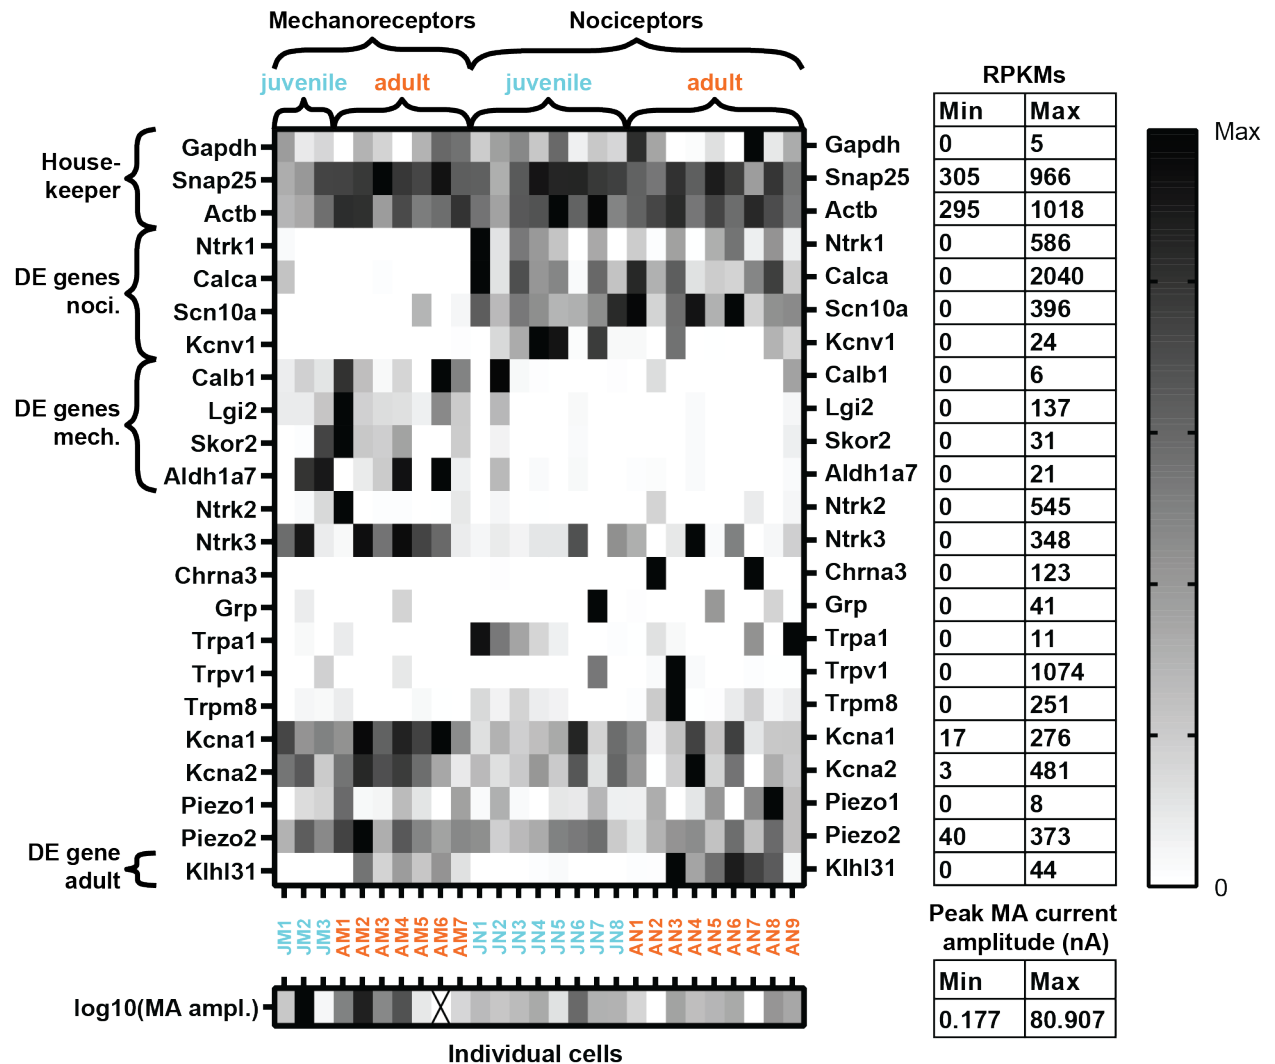 Mechanoreceptors Nociceptors
juvenile adult juvenile adult
RPKMs
Min Max
House-
keeper
DE genes
noci.
DE genes
mech.
DE gene
adult
Gapdh Gapdh 0 5
Snap25 Snap25 305 966
Actb Actb 295 1018
Ntrk1 Ntrk1 0 586
Calca Calca 0 2040
Scn10a Scn10a 0 396
Kcnv1 Kcnv1 0 24
Calb1 Calb1 0 6
Lgi2 Lgi2 0 137
Skor2 Skor2 0 31
Aldh1a7 Aldh1a7 0 21
Ntrk2 Ntrk2 0 545
Ntrk3 Ntrk3 0 348
Chrna3 Chrna3 0 123
Grp Grp 0 41
Trpa1 Trpa1 0 11
Trpv1 Trpv1 0 1074
Trpm8 Trpm8 0 251
Kcna1 Kcna1 17 276
Kcna2 Kcna2 3 481
Piezo1 Piezo1 0 8
Piezo2 Piezo2 40 373
Klhl31 Klhl31 0 44
Max
0
JM1 JM2 JM3 AM1 AM2 AM3 AM4 AM5 AM6 AM7 JN1 JN2 JN3 JN4 JN5 JN6 JN7 JN8 AN1 AN2 AN3 AN4 AN5 AN6 AN7 AN8 AN9
Peak MA current
amplitude (nA)
Min Max
0.177 80.907
log10(MA ampl.)
Individual cells